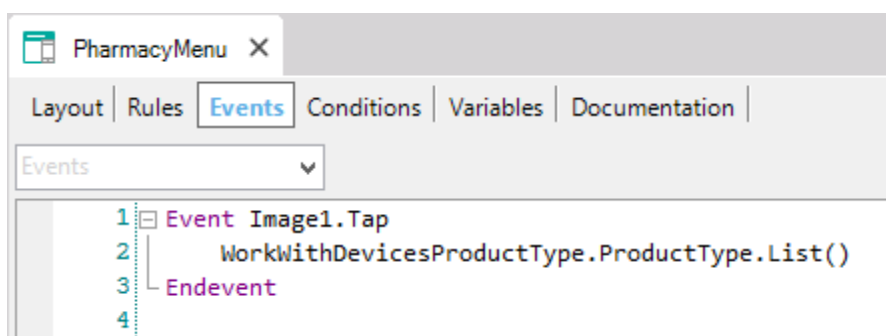 PharmacyMenu
Layout Rules Events Conditions Variables Documentation
Events
1 Event Image1.Tap
2 WorkWithDevicesProductType.ProductType.List()
3 Endevent
4